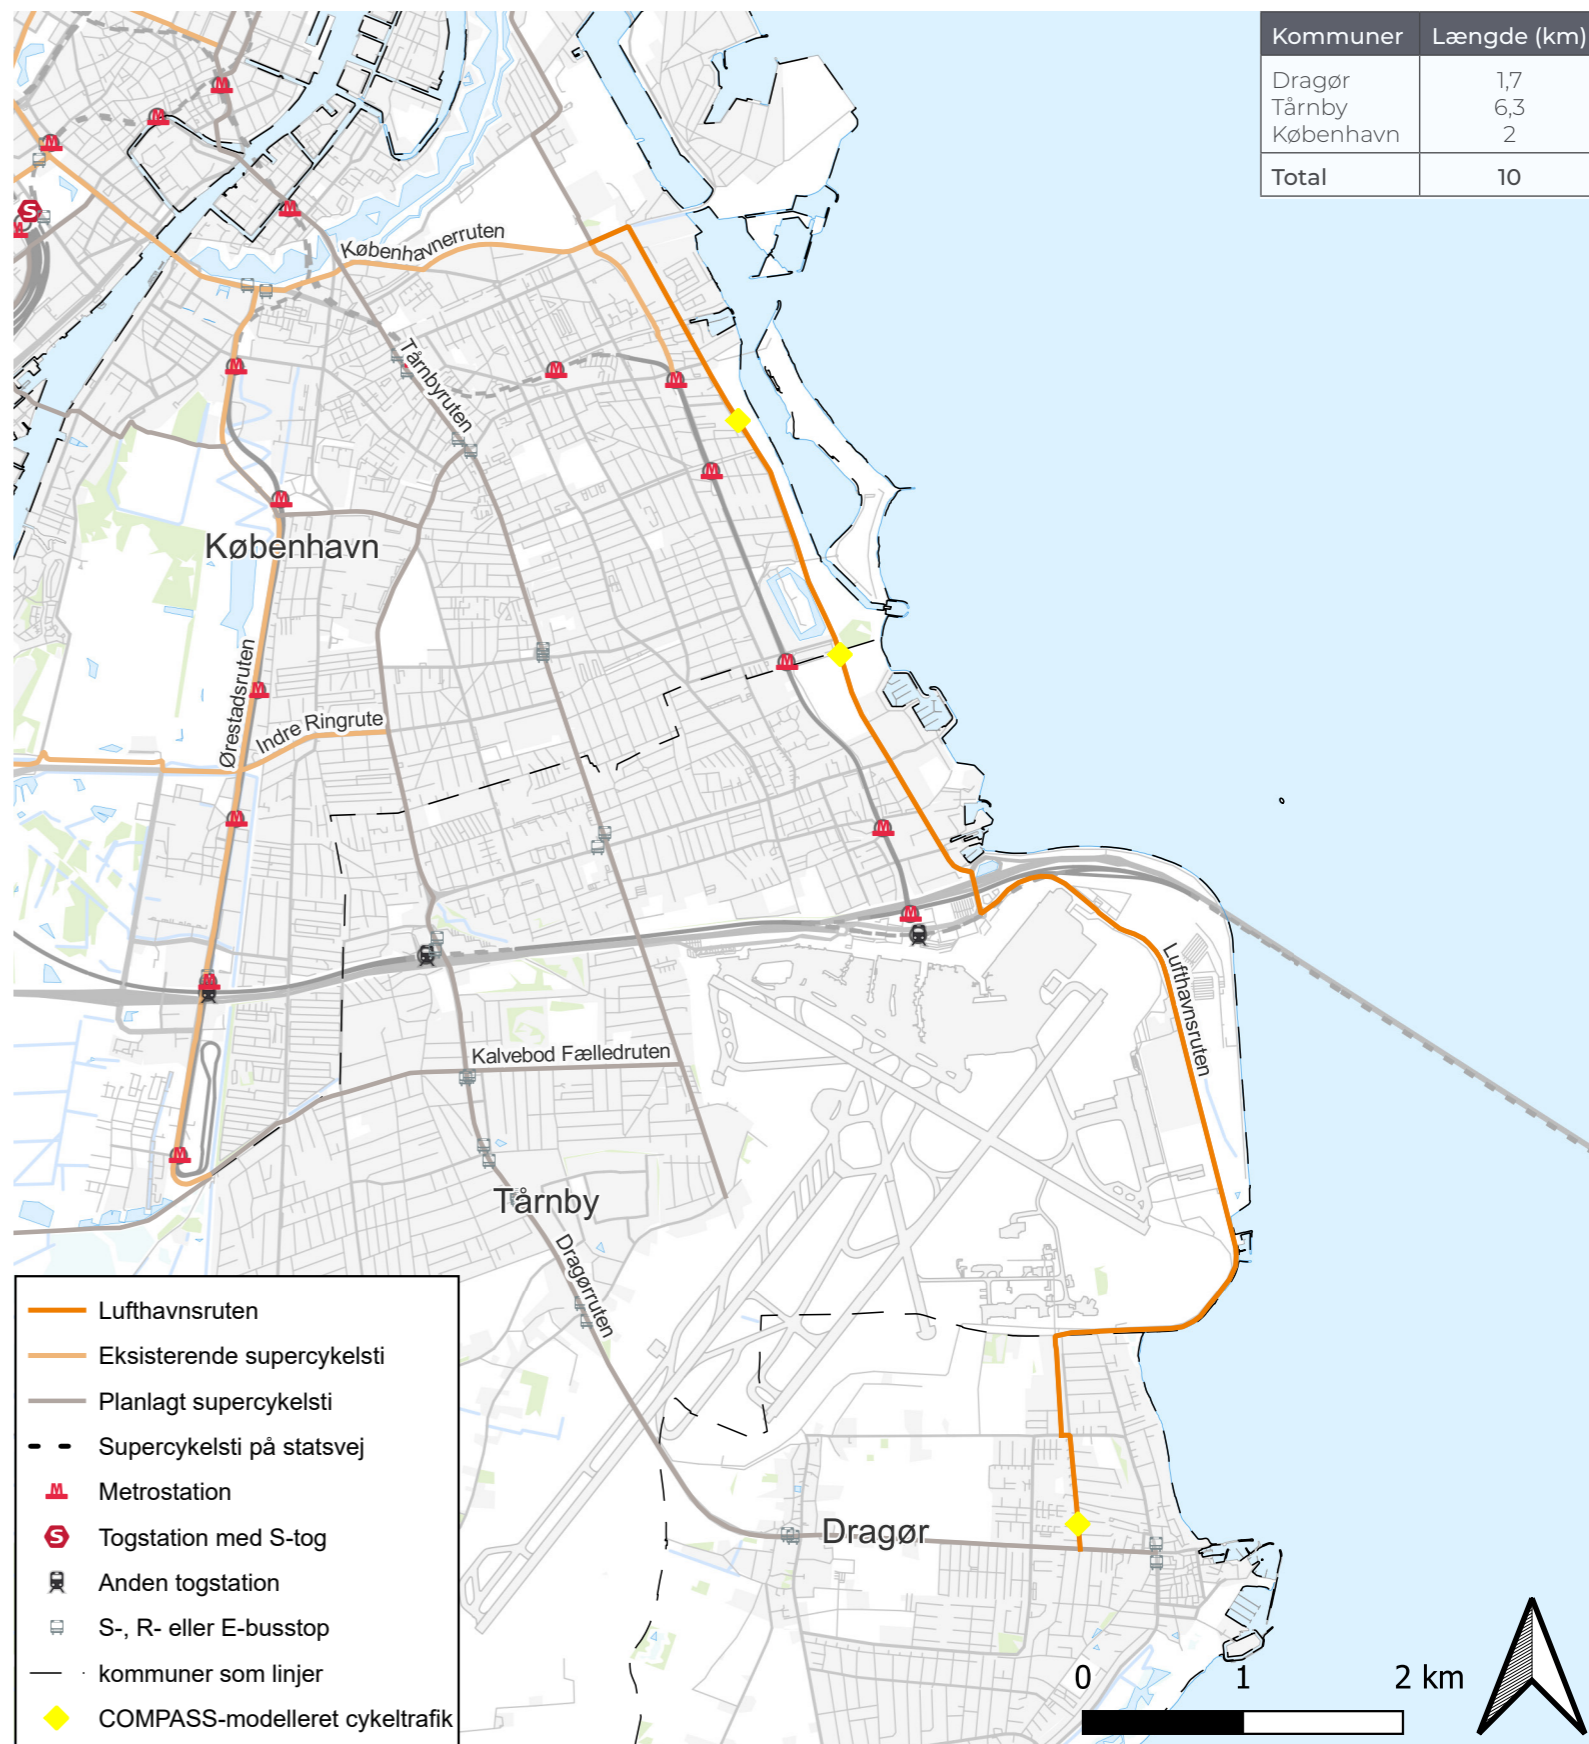 Kommuner Længde (km)
Dragør 1,7
Tårnby 6,3
København 2
Total 10
Københavnerruten
Tårnbyruten
København
Ørestadsruten
Indre Ringrute
Lufthavnsruten
Kalvebod Fælledruten
Tårnby
Dragørruten
Dragør
Lufthavnsruten
Eksisterende supercykelsti
Planlagt supercykelsti
Supercykelsti på statsvej
M Metrostation
S Togstation med S-tog
Anden togstation
S-, R- eller E-busstop
kommuner som linjer
COMPASS-modelleret cykeltrafik
0 1 2 km